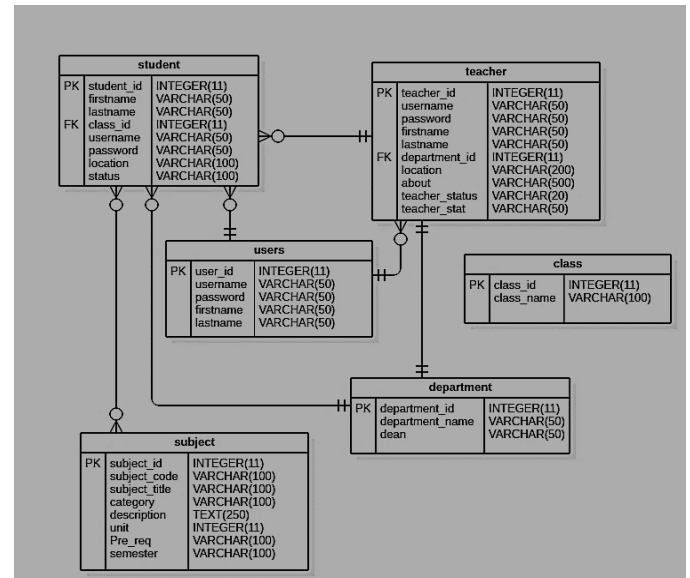 student
PK student_id INTEGER(11)
firstname VARCHAR(50)
lastname VARCHAR(50)
FK class_id INTEGER(11)
username VARCHAR(50)
password VARCHAR(50)
location VARCHAR(100)
status VARCHAR(100)
teacher
PK teacher_id INTEGER(11)
username VARCHAR(50)
password VARCHAR(50)
firstname VARCHAR(50)
lastname VARCHAR(50)
FK department_id INTEGER(11)
location VARCHAR(200)
about VARCHAR(500)
teacher_status VARCHAR(20)
teacher_stat VARCHAR(50)
users
PK user_id INTEGER(11)
username VARCHAR(50)
password VARCHAR(50)
firstname VARCHAR(50)
lastname VARCHAR(50)
class
PK class_id INTEGER(11)
class_name VARCHAR(100)
department
PK department_id INTEGER(11)
department_name VARCHAR(50)
dean VARCHAR(50)
subject
PK subject_id INTEGER(11)
subject_code VARCHAR(100)
subject_title VARCHAR(100)
category VARCHAR(100)
description TEXT(250)
unit INTEGER(11)
Pre_req VARCHAR(100)
semester VARCHAR(100)